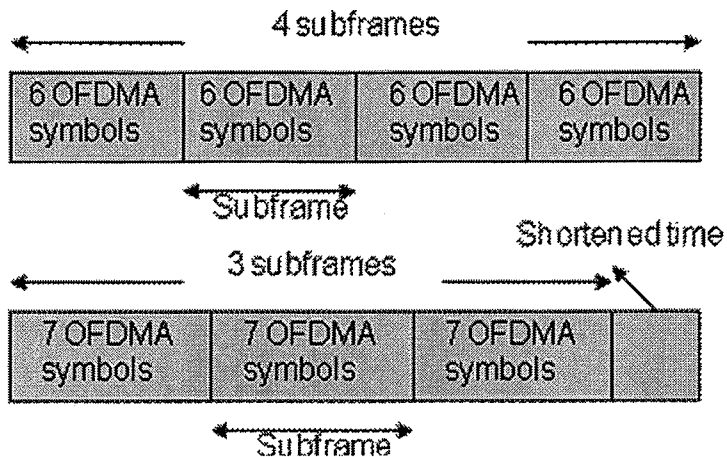 4 subframes
6 OFDMA symbols
6 OFDMA symbols
6 OFDMA symbols
6 OFDMA symbols
Subframe
Shortened time
3 subframes
7 OFDMA symbols
7 OFDMA symbols
7 OFDMA symbols
Subframe